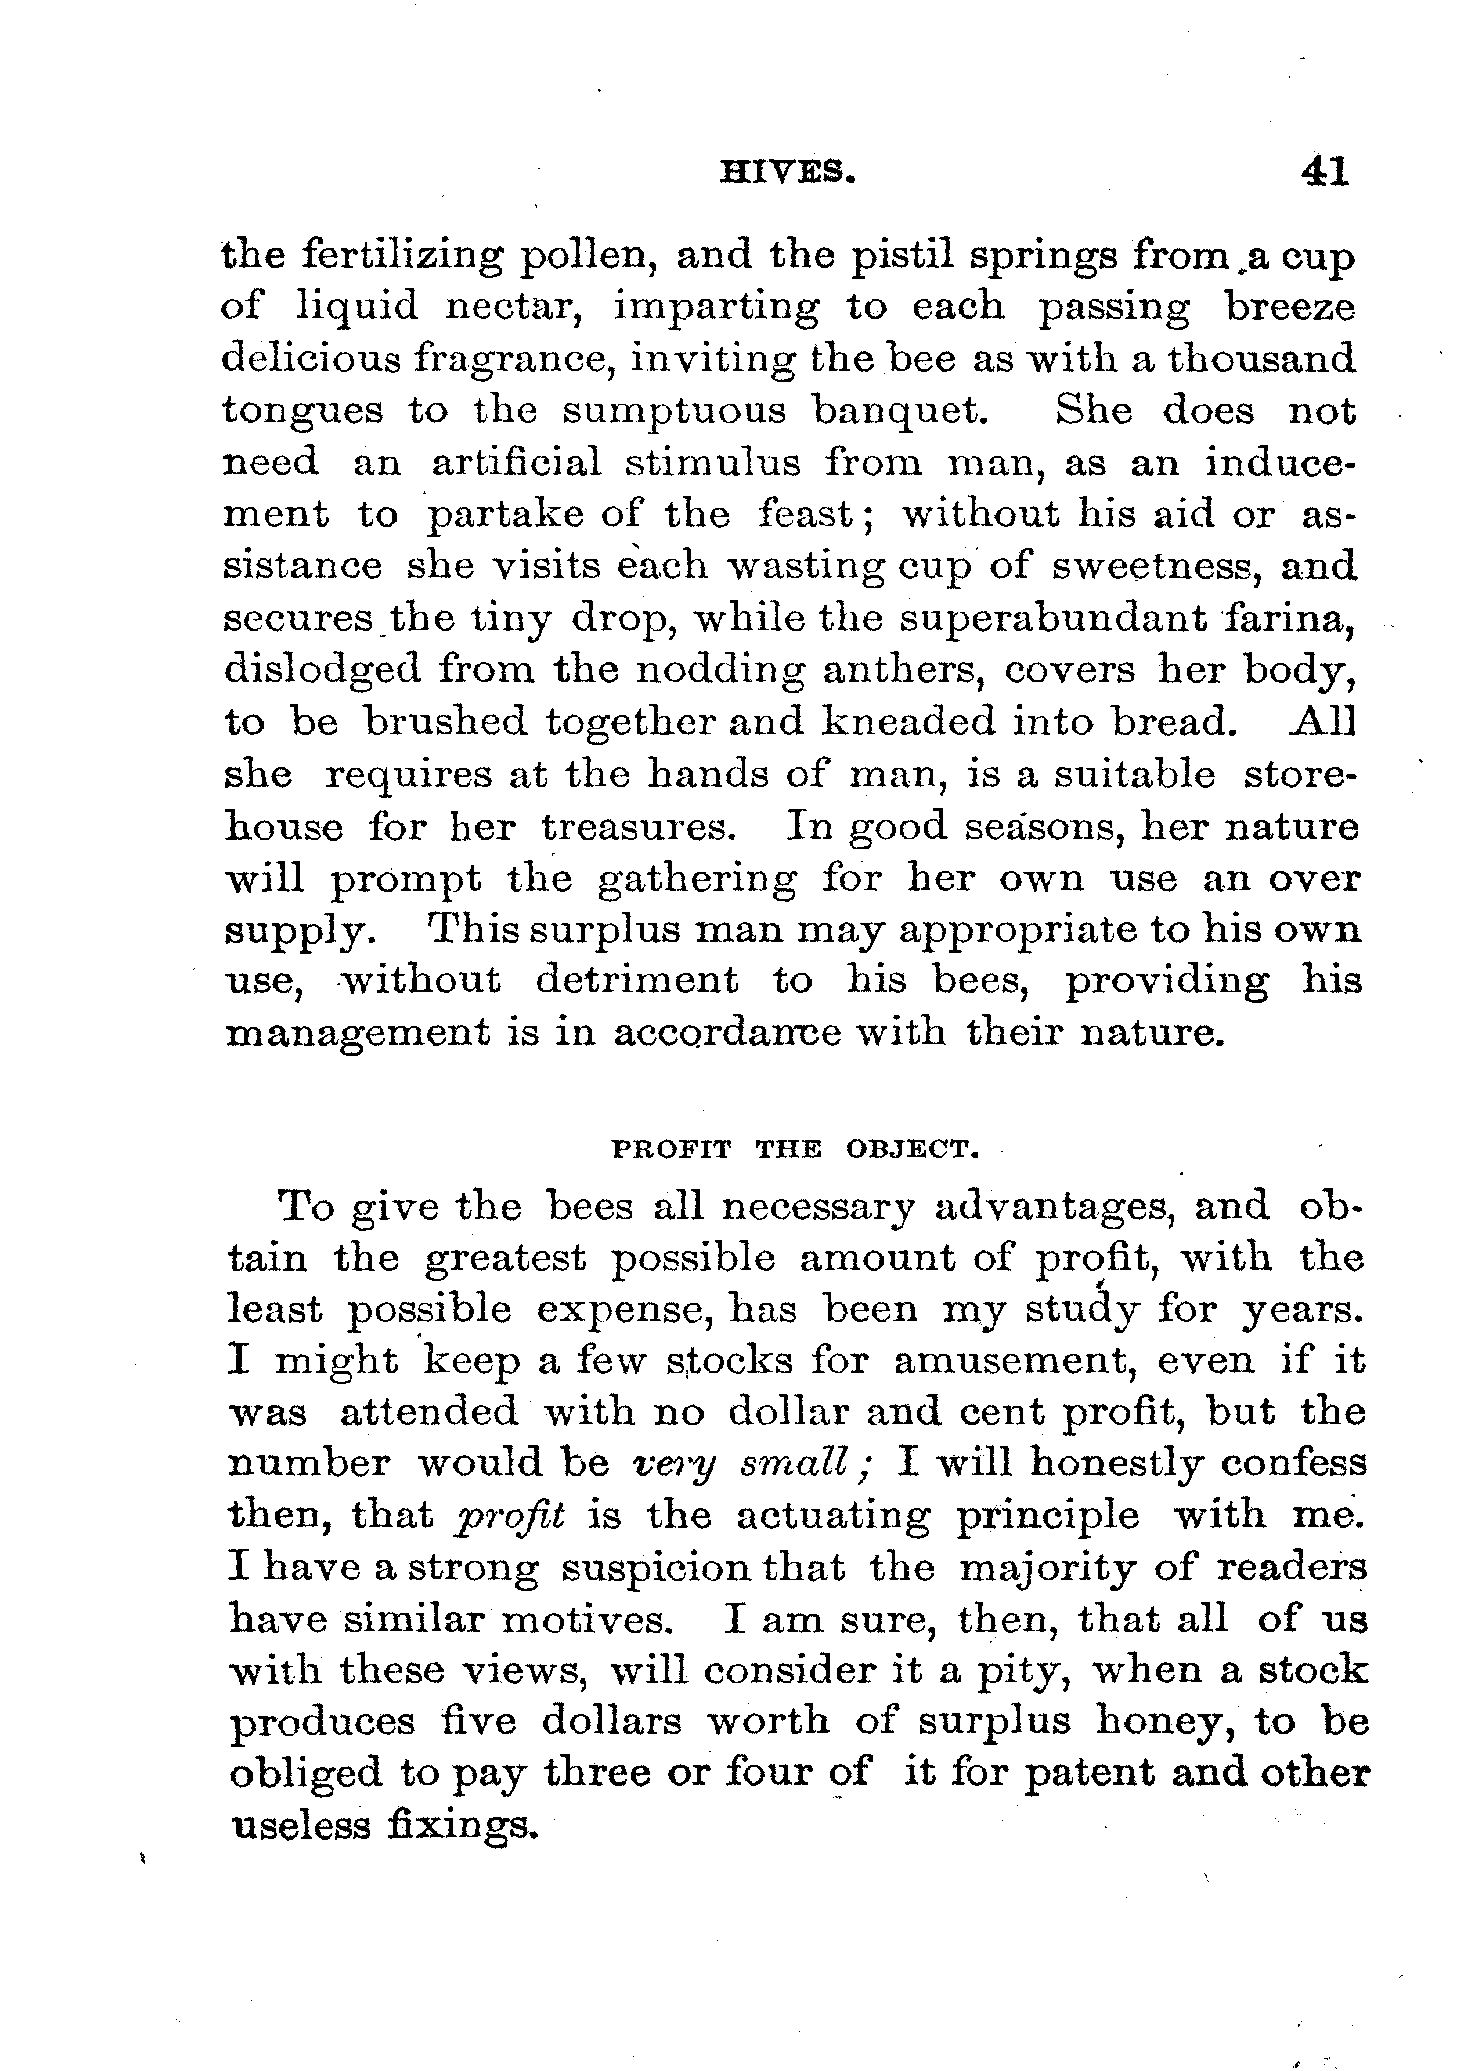 HIVES. 41
the fertilizing pollen, and the pistil springs from a cup
of liquid nectar, imparting to each passing breeze
delicious fragrance, inviting the bee as with a thousand
tongues to the sumptuous banquet. She does not
need an artificial stimulus from man, as an induce-
ment to partake of the feast; without his aid or as-
sistance she visits each wasting cup of sweetness, and
secures the tiny drop, while the superabundant farina,
dislodged from the nodding anthers, covers her body,
to be brushed together and kneaded into bread. All
she requires at the hands of man, is a suitable store-
house for her treasures. In good seasons, her nature
will prompt the gathering for her own use an over
supply. This surplus man may appropriate to his own
use, without detriment to his bees, providing his
management is in accordance with their nature.
PROFIT THE OBJECT.
To give the bees all necessary advantages, and ob-
tain the greatest possible amount of profit, with the
least possible expense, has been my study for years.
I might keep a few stocks for amusement, even if it
was attended with no dollar and cent profit, but the
number would be very small; I will honestly confess
then, that profit is the actuating principle with me.
I have a strong suspicion that the majority of readers
have similar motives. I am sure, then, that all of us
with these views, will consider it a pity, when a stock
produces five dollars worth of surplus honey, to be
obliged to pay three or four of it for patent and other
useless fixings.